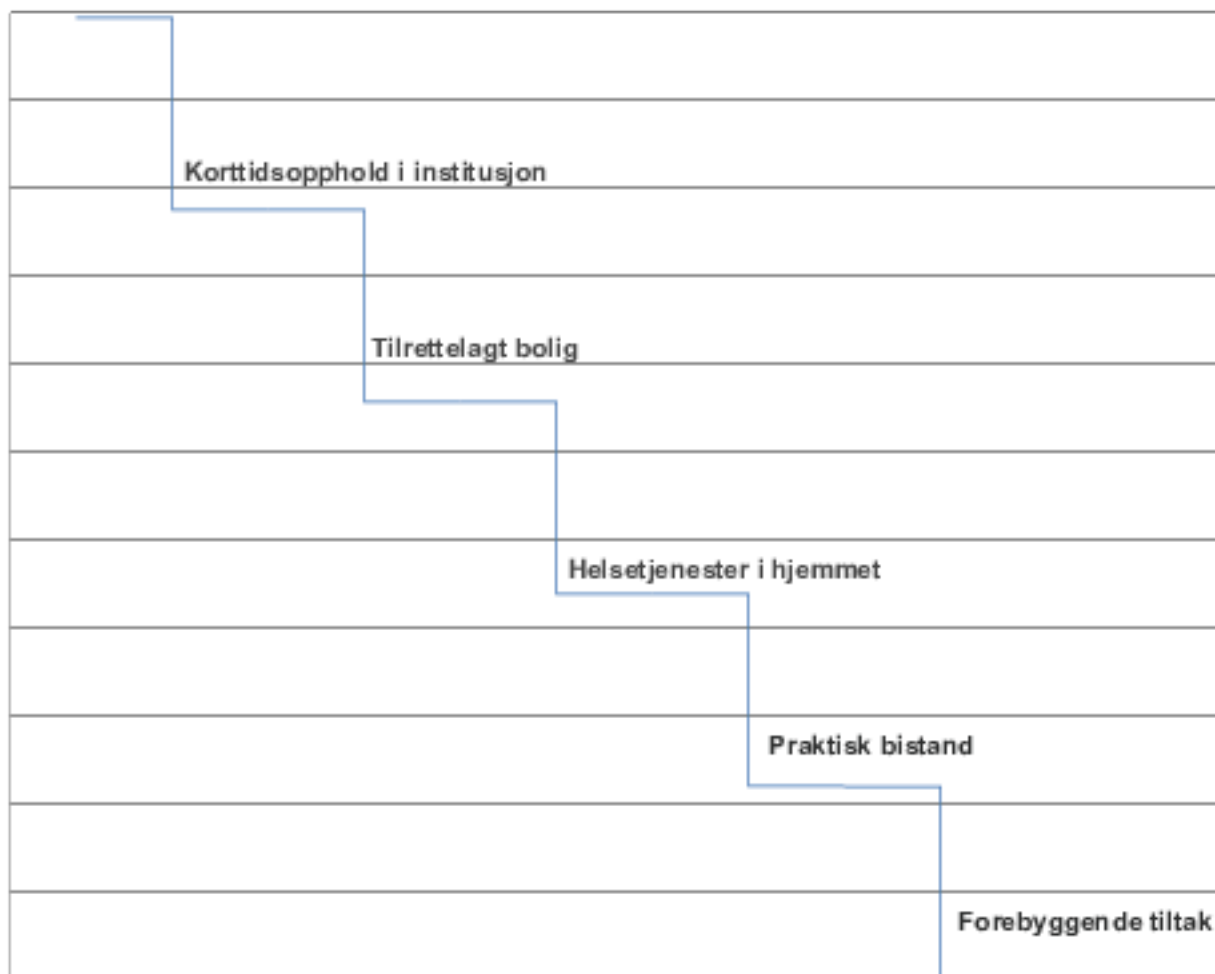 Korttidsopphold i institusjon
Tilrettelagt bolig
Helsetjenester i hjemmet
Praktisk bistand
Forebyggende tiltak